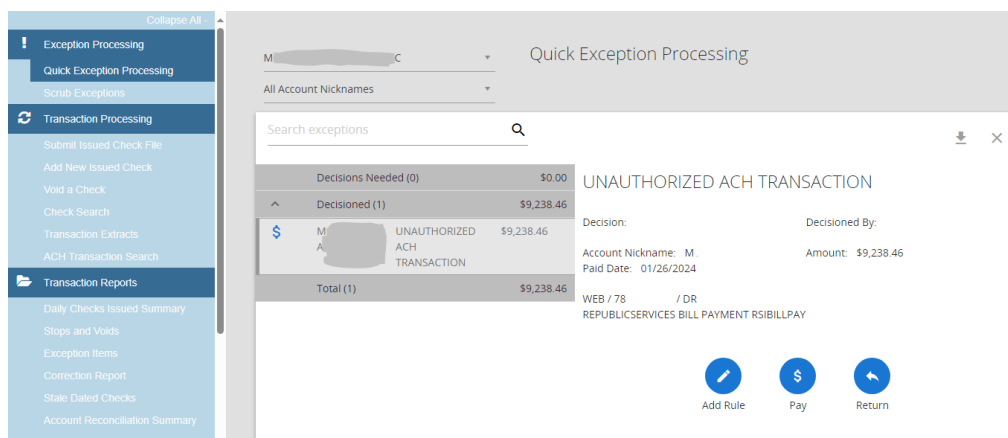 Collapse All -
Exception Processing
Quick Exception Processing
Scrub Exceptions
Transaction Processing
Submit Issued Check File
Add New Issued Check
Void a Check
Check Search
Transaction Extracts
ACH Transaction Search
Transaction Reports
Daily Checks Issued Summary
Stops and Voids
Exception Items
Correction Report
Stale Dated Checks
Account Reconciliation Summary
M C
All Account Nicknames
Quick Exception Processing
Search exceptions
Decisions Needed (0) $0.00
Decisioned (1) $9,238.46
M UNAUTHORIZED $9,238.46
A ACH
TRANSACTION
Total (1) $9,238.46
UNAUTHORIZED ACH TRANSACTION
Decision: Decisioned By:
Account Nickname: M. Amount: $9,238.46
Paid Date: 01/26/2024
WEB / 78 / DR
REPUBLICSERVICES BILL PAYMENT RSIBILLPAY
Add Rule Pay Return